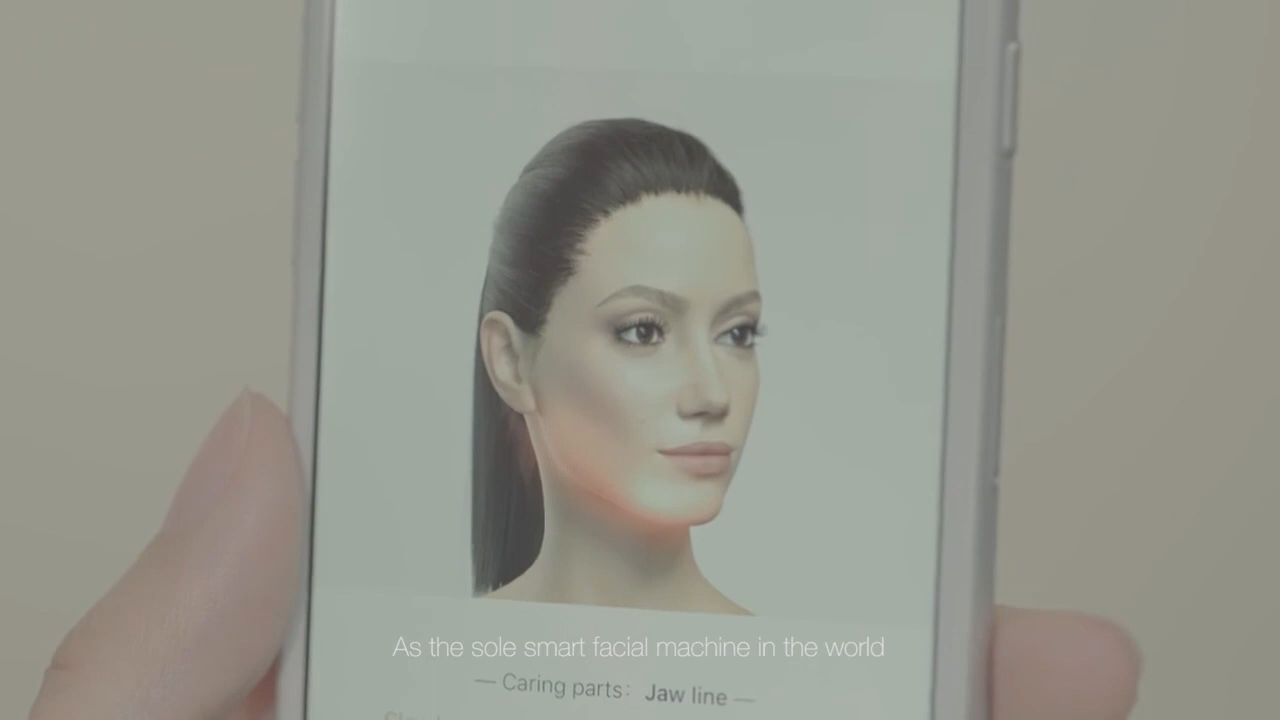 As the sole smart facial machine in the world
— Caring parts: Jaw line —